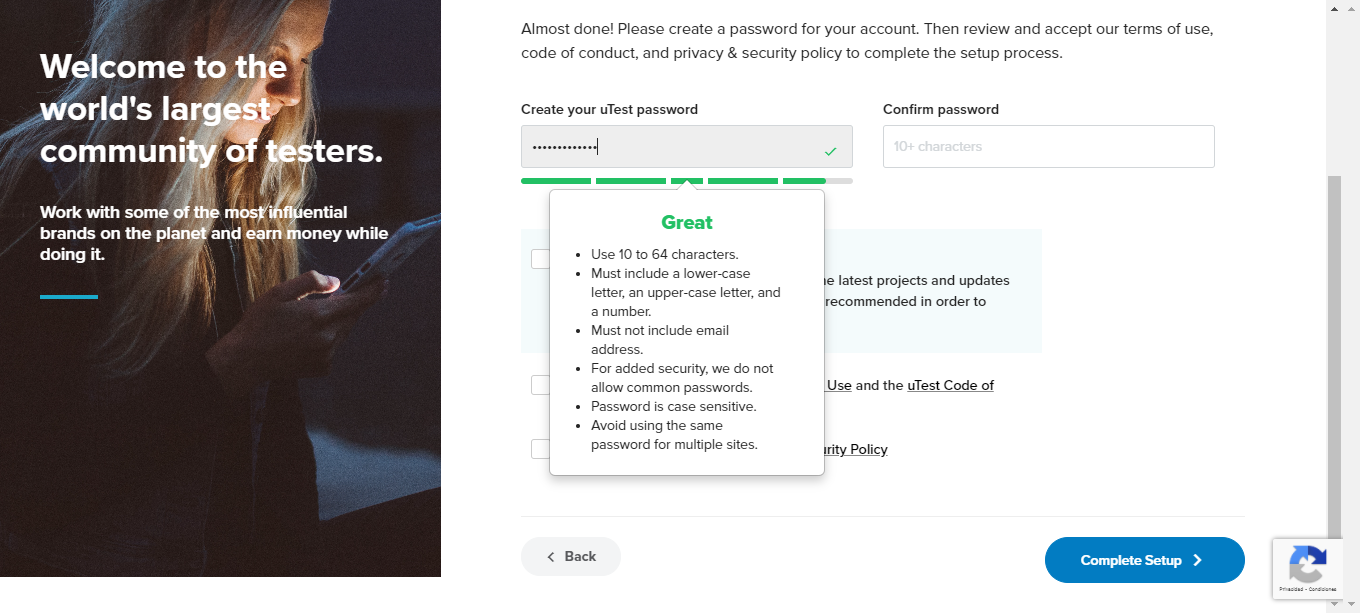 Welcome to the
world's largest
community of testers.
Work with some of the most influential
brands on the planet and earn money while
doing it.
Almost done! Please create a password for your account. Then review and accept our terms of use,
code of conduct, and privacy & security policy to complete the setup process.
Create your uTest password
Confirm password
•••••••••••••
10+ characters
Great
• Use 10 to 64 characters.
• Must include a lower-case
letter, an upper-case letter, and
a number.
• Must not include email
address.
• For added security, we do not
allow common passwords.
• Password is case sensitive.
• Avoid using the same
password for multiple sites.
latest projects and updates
recommended in order to
Use and the uTest Code of
Policy
Back
Complete Setup
Privacidad - Condiciones